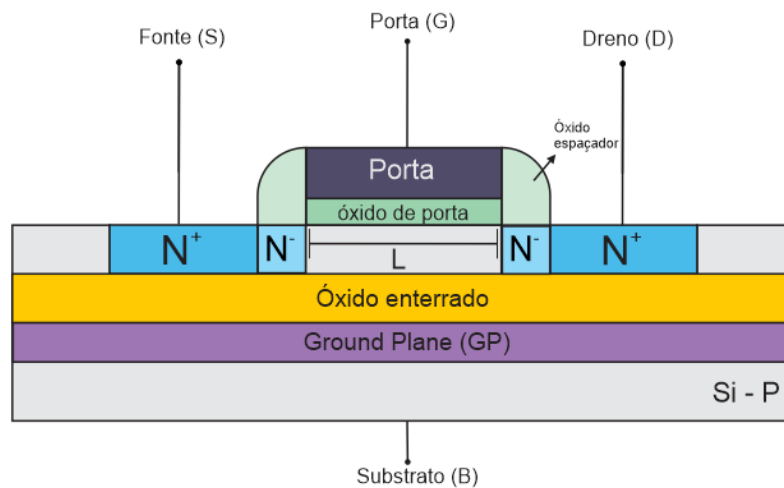 Porta (G)
Fonte (S)
Dreno (D)
Óxido
espaçador
Porta
óxido de porta
N⁺
N⁻
L
N⁻
N⁺
Óxido enterrado
Ground Plane (GP)
Si - P
Substrato (B)